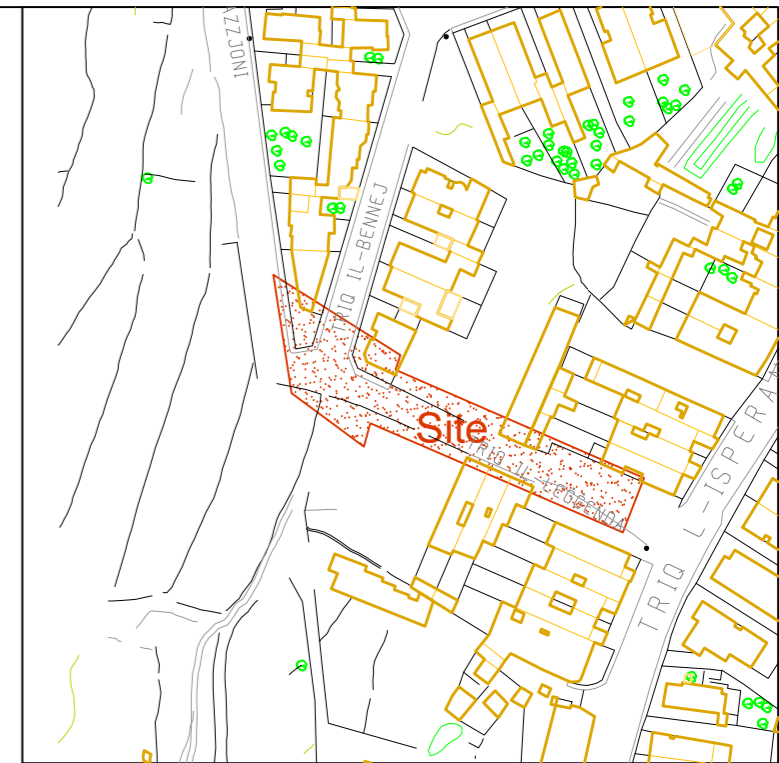 AZZJONI
TRIQ IL-BENNEJ
Site
TRIQ IL-LEĠĠENDA
TRIQ L-ISPERA